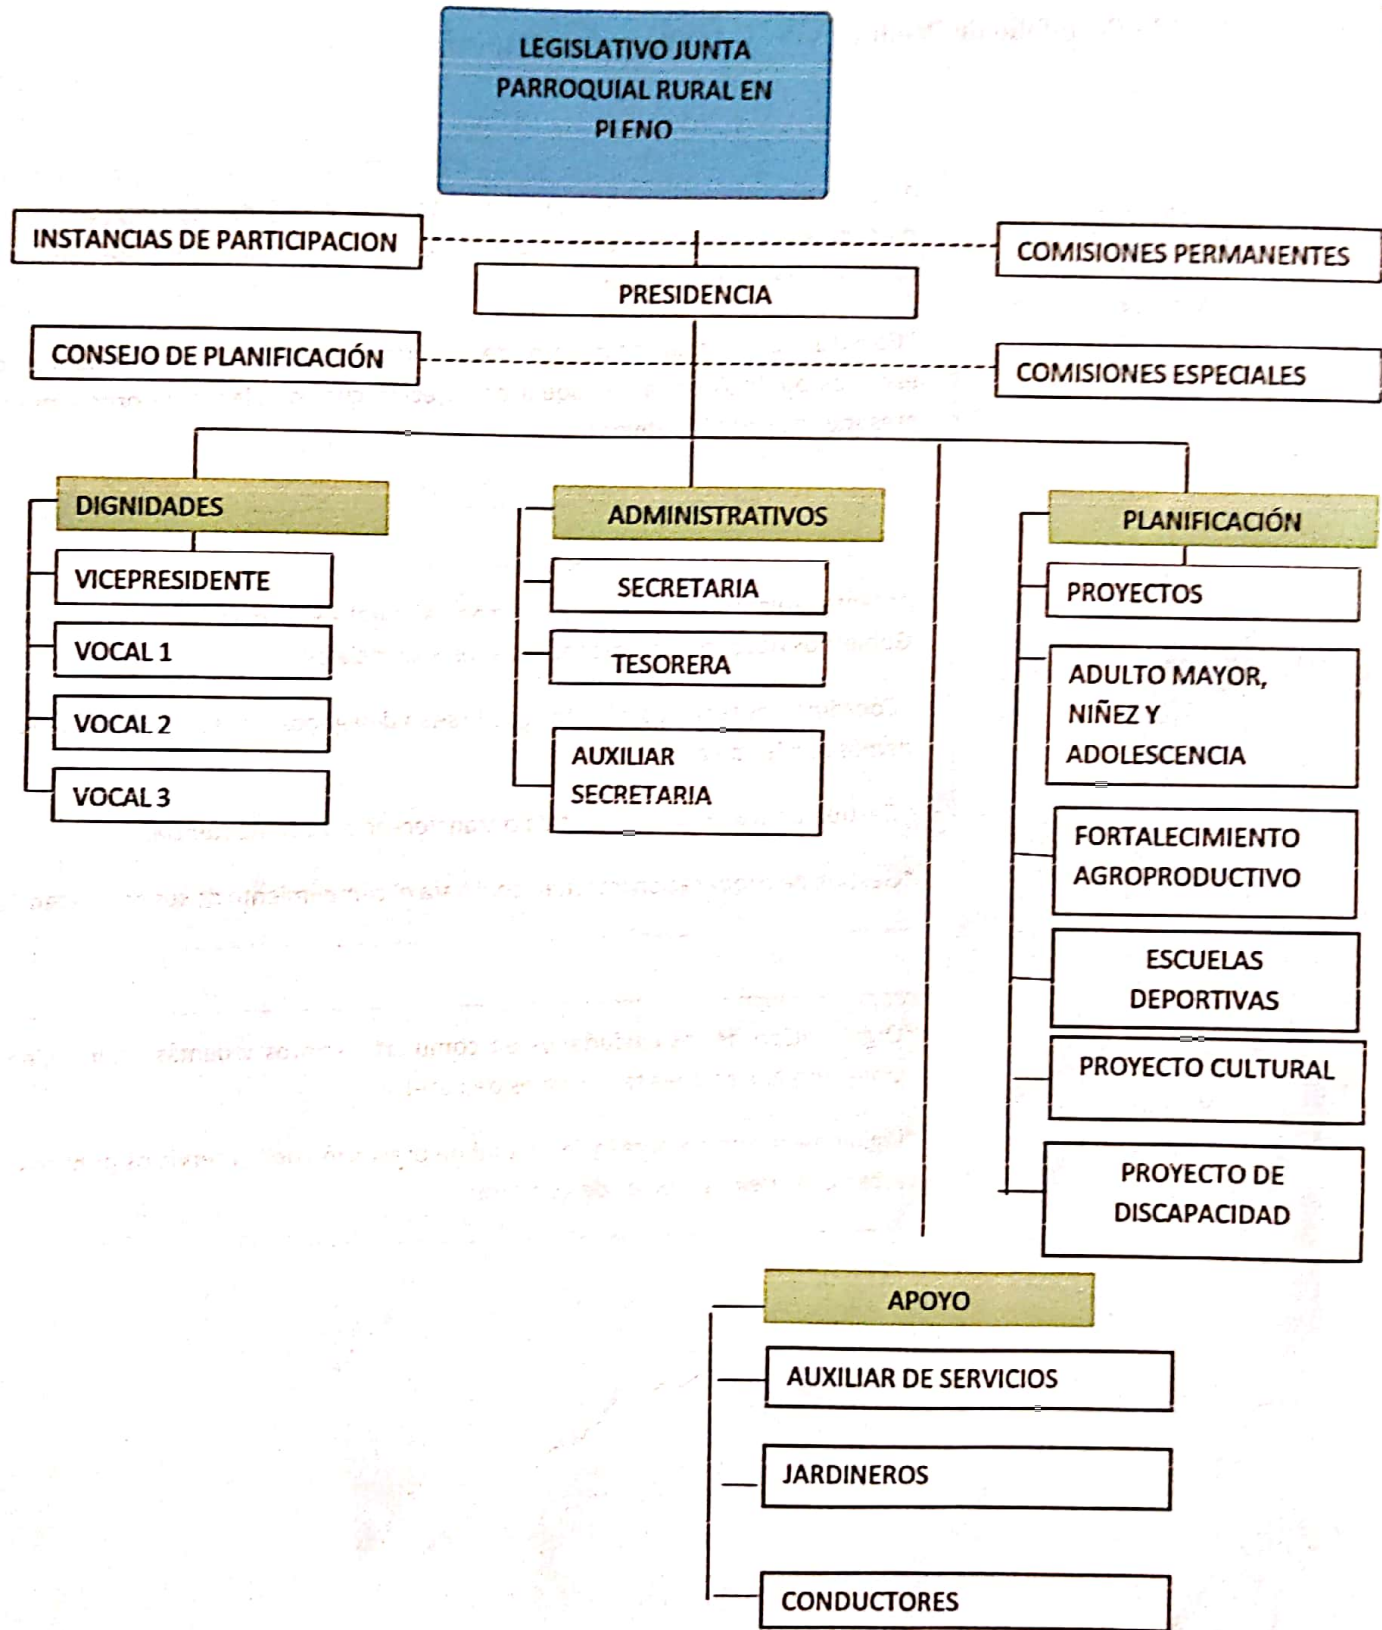 LEGISLATIVO JUNTA
PARROQUIAL RURAL EN
PLENO
INSTANCIAS DE PARTICIPACION
COMISIONES PERMANENTES
PRESIDENCIA
CONSEJO DE PLANIFICACIÓN
COMISIONES ESPECIALES
DIGNIDADES
VICEPRESIDENTE
VOCAL 1
VOCAL 2
VOCAL 3
ADMINISTRATIVOS
SECRETARIA
TESORERA
AUXILIAR
SECRETARIA
PLANIFICACIÓN
PROYECTOS
ADULTO MAYOR,
NIÑEZ Y
ADOLESCENCIA
FORTALECIMIENTO
AGROPRODUCTIVO
ESCUELAS
DEPORTIVAS
PROYECTO CULTURAL
PROYECTO DE
DISCAPACIDAD
APOYO
AUXILIAR DE SERVICIOS
JARDINEROS
CONDUCTORES